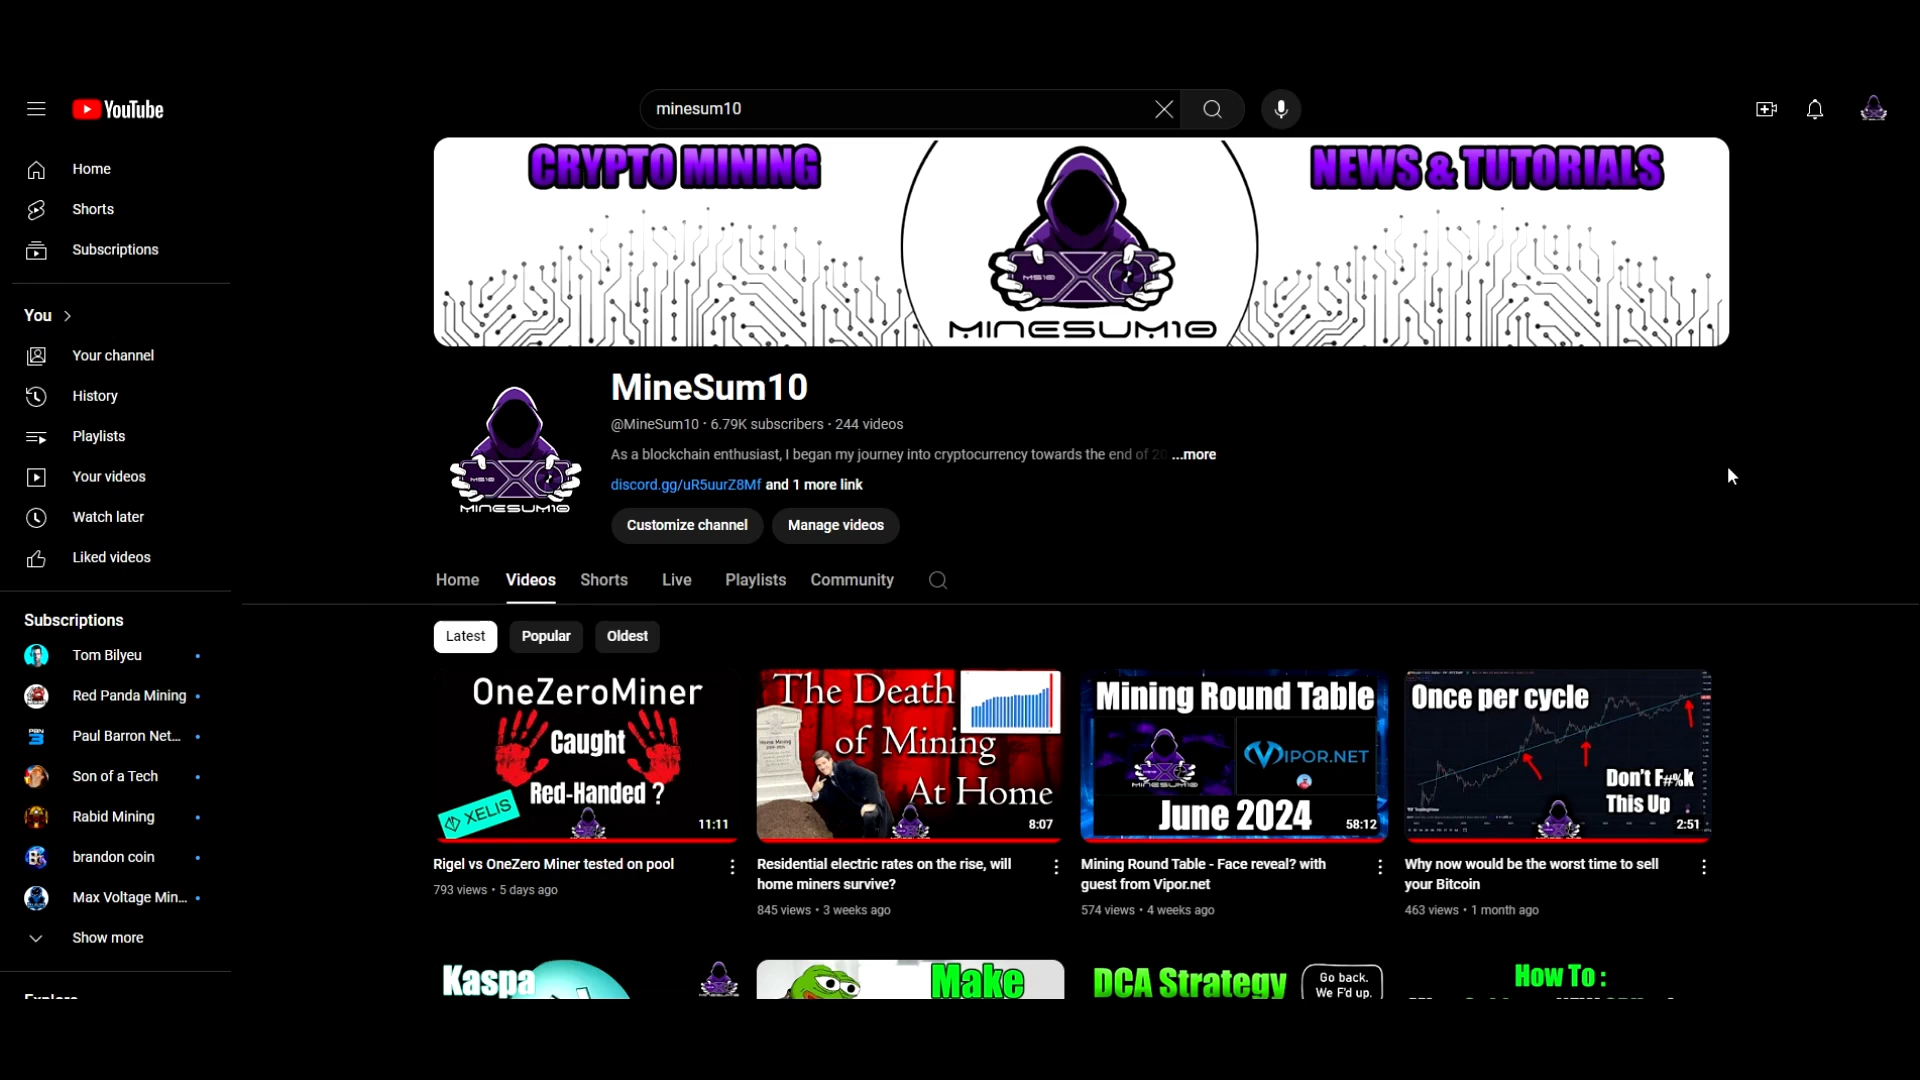 YouTube
minesum10
Home
Shorts
Subscriptions
You
Your channel
History
Playlists
Your videos
Watch later
Liked videos
Subscriptions
Tom Bilyeu
Red Panda Mining
Paul Barron Net...
Son of a Tech
Rabid Mining
brandon coin
Max Voltage Min...
Show more
CRYPTO MINING
NEWS & TUTORIALS
MS10
MINESUM10
MineSum10
@MineSum10 • 6.79K subscribers • 244 videos
As a blockchain enthusiast, I began my journey into cryptocurrency towards the end of 20 ...more
discord.gg/uR5uurZ8Mf and 1 more link
Customize channel
Manage videos
MS10
MINESUM10
Home Videos Shorts Live Playlists Community
Latest Popular Oldest
OneZeroMiner
Caught
Red-Handed ?
XELIS
11:11
Rigel vs OneZero Miner tested on pool
793 views • 5 days ago
The Death
of Mining
At Home
8:07
Residential electric rates on the rise, will
home miners survive?
845 views • 3 weeks ago
Mining Round Table
MINESUM10
VIPOR.NET
June 2024
58:12
Mining Round Table - Face reveal? with
guest from Vipor.net
574 views • 4 weeks ago
Once per cycle
Don't F#%k
This Up
2:51
Why now would be the worst time to sell
your Bitcoin
463 views • 1 month ago
Kaspa
Make
DCA Strategy
Go back.
We F'd up.
How To :